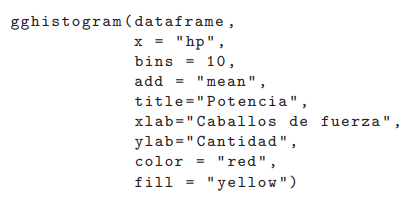 gghistogram(dataframe,
x = "hp",
bins = 10,
add = "mean",
title="Potencia",
xlab="Caballos de fuerza",
ylab="Cantidad",
color = "red",
fill = "yellow")